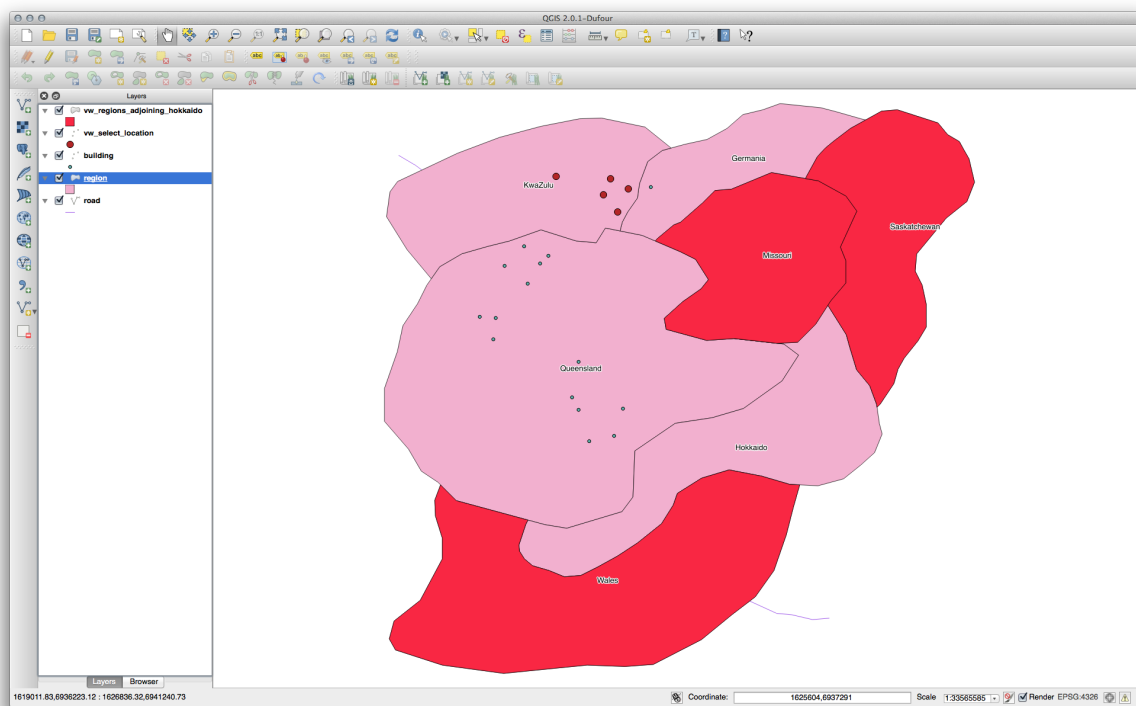 QGIS 2.0.1-Dufour
Layers
vw_regions_adjoining_hokkaido
vw_select_location
building
region
road
Germania
KwaZulu
Saskatchewan
Missouri
Queensland
Hokkaido
Wales
Layers
Browser
1619011.83,6936223.12 : 1626836.32,6941240.73
Coordinate:
1625604,6937291
Scale
1:33565585
Render
EPSG:4326